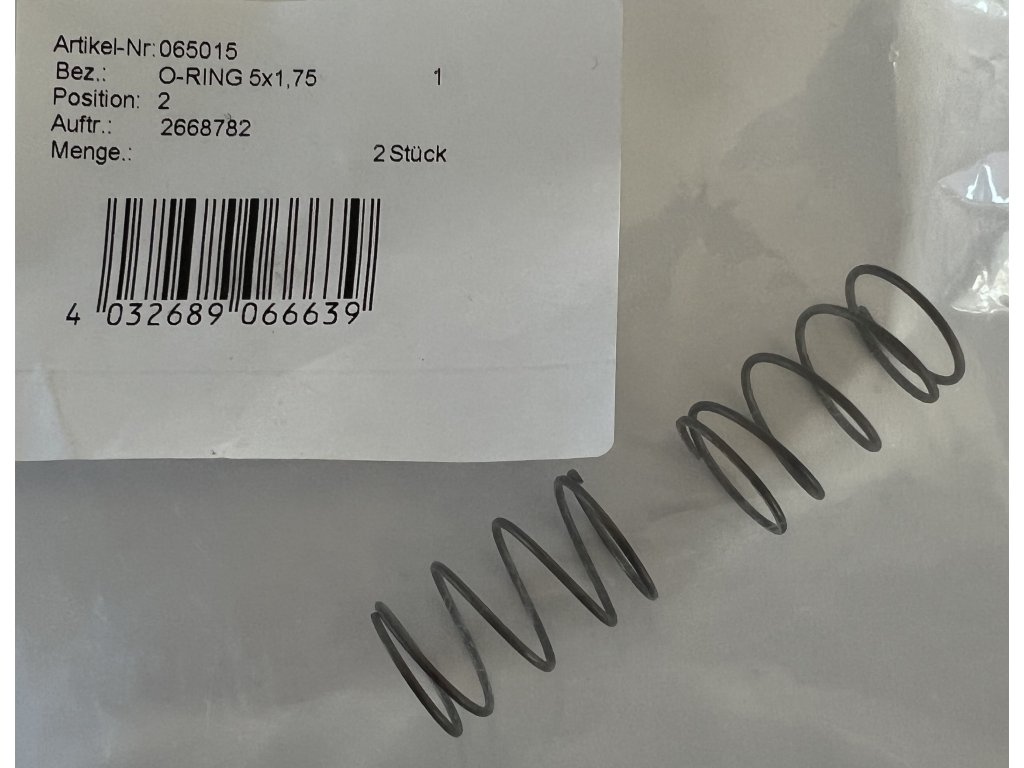 Artikel-Nr: 065015
Bez.: O-RING 5x1,75 1
Position: 2
Auftr.: 2668782
Menge.: 2 Stück
4 032689 066639